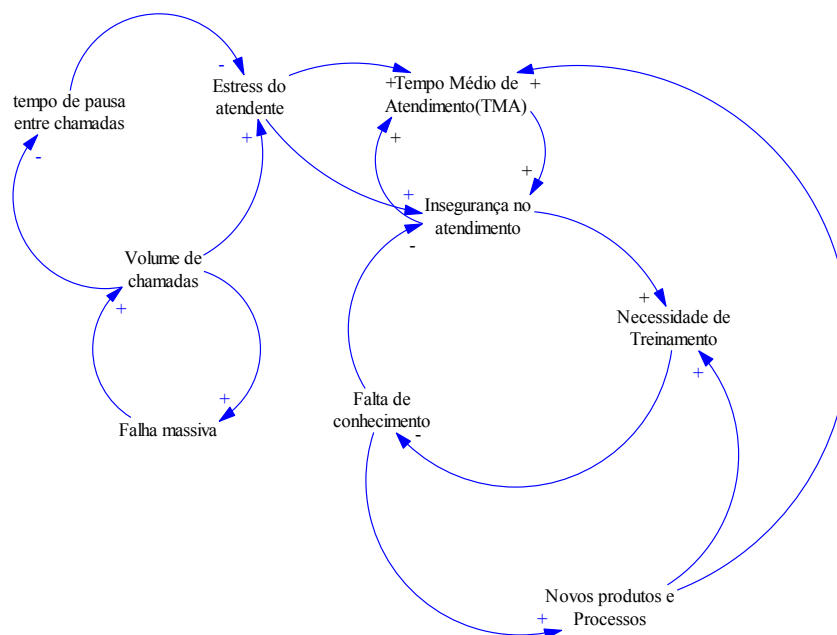 tempo de pausa
entre chamadas
-
-
Estress do
atendente
+
+Tempo Médio de
Atendimento(TMA)
+
+
+
+
Insegurança no
atendimento
-
Volume de
chamadas
+
+
Falha massiva
+
Necessidade de
Treinamento
+
Falta de
conhecimento
-
Novos produtos e
Processos
+